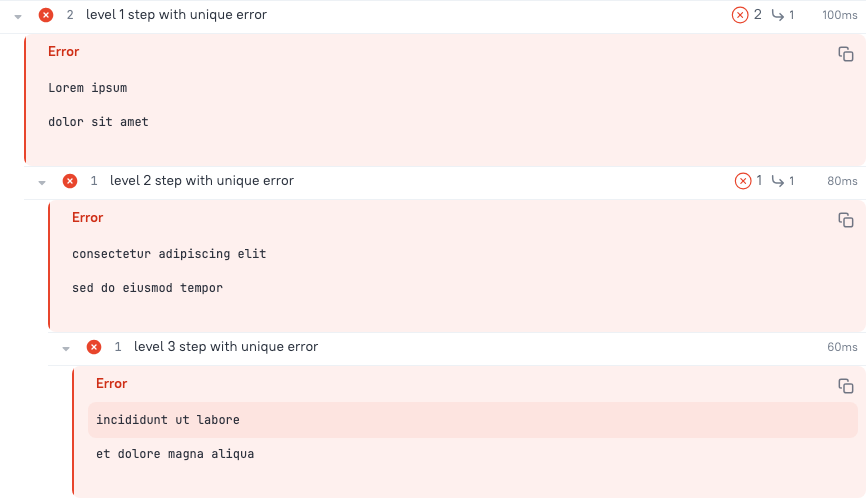 2 level 1 step with unique error 2 1 100ms
Error
Lorem ipsum
dolor sit amet
1 level 2 step with unique error 1 1 80ms
Error
consectetur adipiscing elit
sed do eiusmod tempor
1 level 3 step with unique error 60ms
Error
incididunt ut labore
et dolore magna aliqua